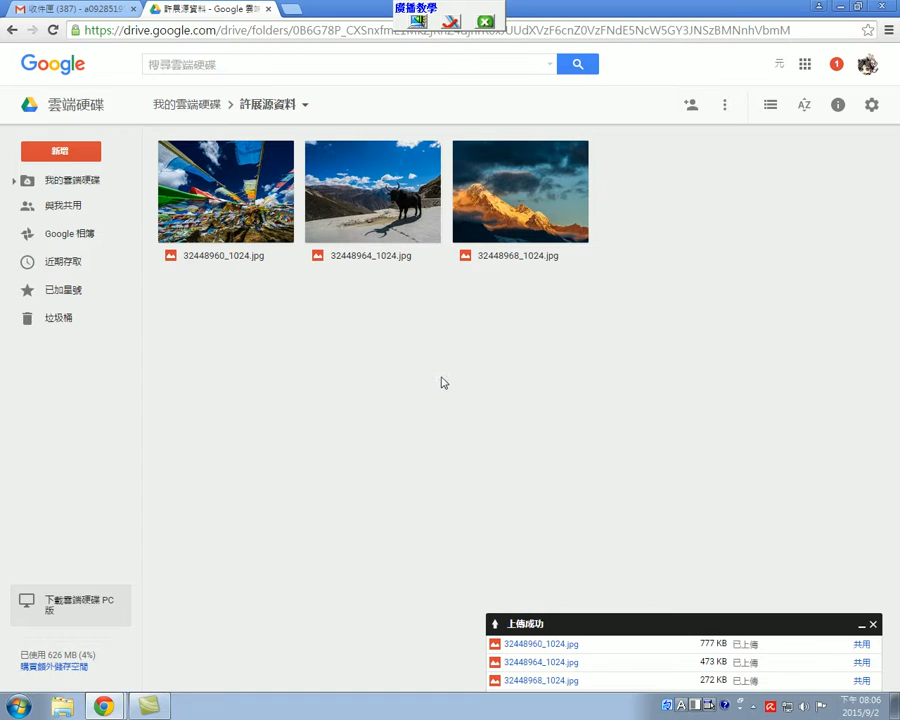 廣播教學
收件匣 (387) - a0928519
許展源資料 - Google 雲端
https://drive.google.com/drive/folders/0B6G78P_CXSnxfm
Google
搜尋雲端硬碟
元
1
雲端硬碟
我的雲端硬碟 > 許展源資料
新增
我的雲端硬碟
與我共用
Google 相簿
近期存取
已加星號
垃圾桶
32448960_1024.jpg
32448964_1024.jpg
32448968_1024.jpg
下載雲端硬碟 PC
版
已使用 626 MB (4%)
購買額外儲存空間
上傳成功
32448960_1024.jpg 777 KB 已上傳 共用
32448964_1024.jpg 473 KB 已上傳 共用
32448968_1024.jpg 272 KB 已上傳 共用
下午 08:06
2015/9/2